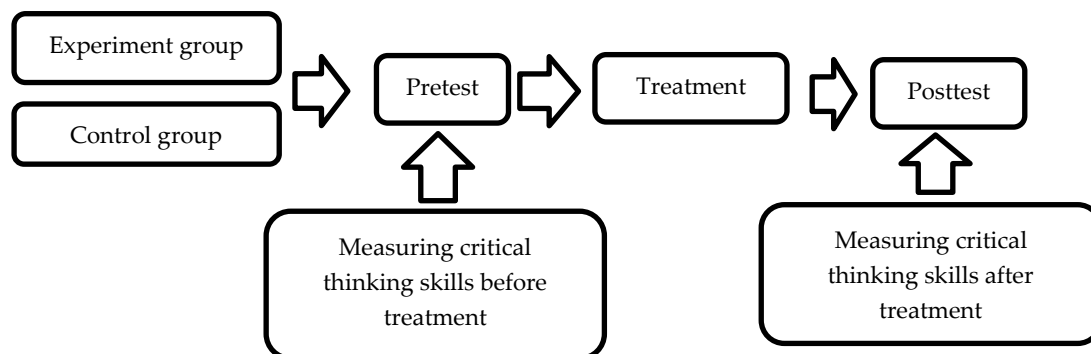 Experiment group
Control group
Pretest
Treatment
Posttest
Measuring critical
thinking skills before
treatment
Measuring critical
thinking skills after
treatment